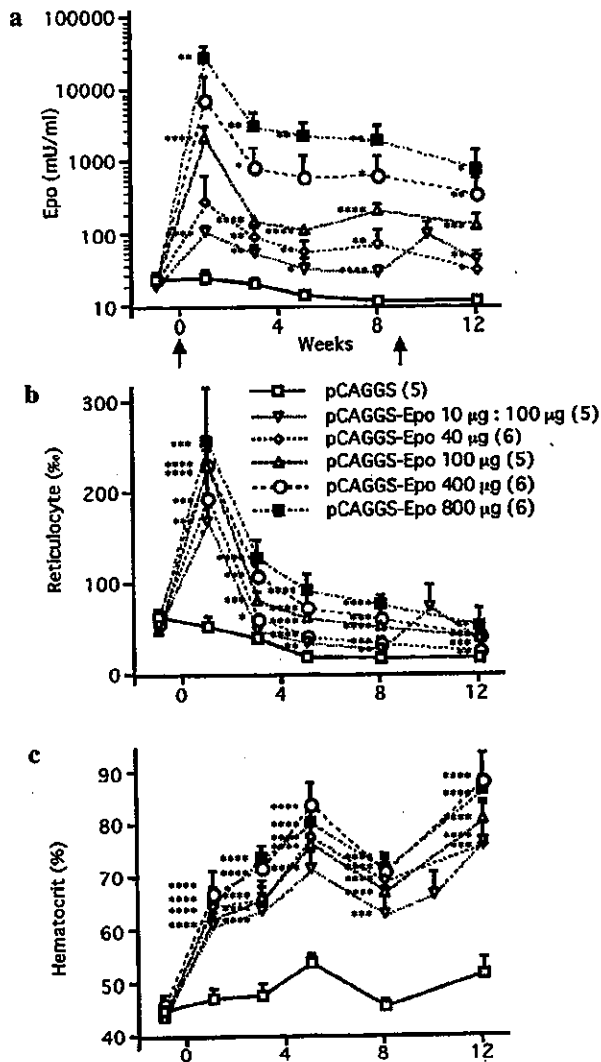 a
100000
10000
1000
100
10
Epo (mU/ml)
0 4 8 12
Weeks
b
300
200
100
0
Reticulocyte (‰)
pCAGGS (5)
pCAGGS-Epo 10 µg : 100 µg (5)
pCAGGS-Epo 40 µg (6)
pCAGGS-Epo 100 µg (5)
pCAGGS-Epo 400 µg (6)
pCAGGS-Epo 800 µg (6)
0 4 8 12
c
90
80
70
60
50
40
Hematocrit (%)
0 4 8 12